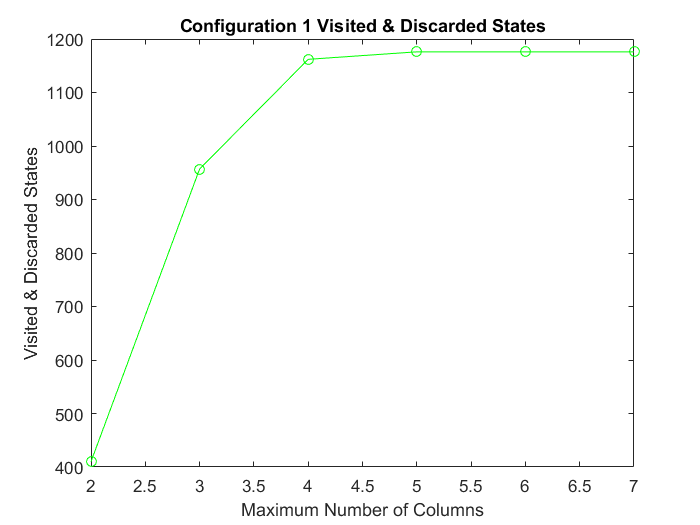 Configuration 1 Visited & Discarded States
1200
1100
1000
900
800
700
600
500
400
Visited & Discarded States
2 2.5 3 3.5 4 4.5 5 5.5 6 6.5 7
Maximum Number of Columns